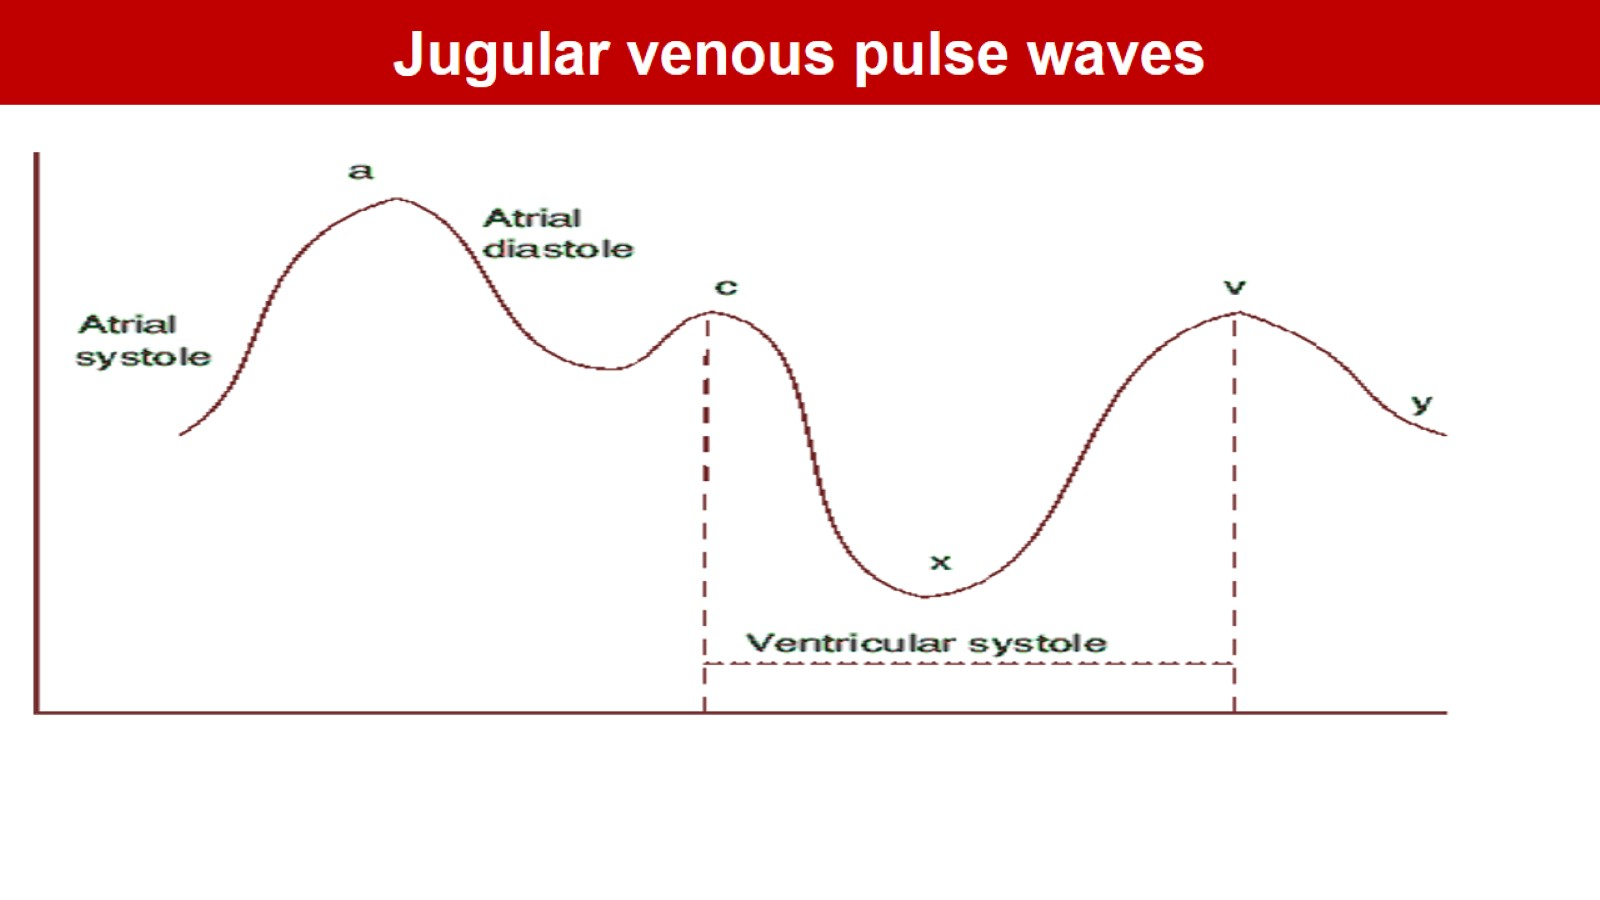 Jugular venous pulse waves
a
Atrial
diastole
c
v
Atrial
systole
y
x
Ventricular systole